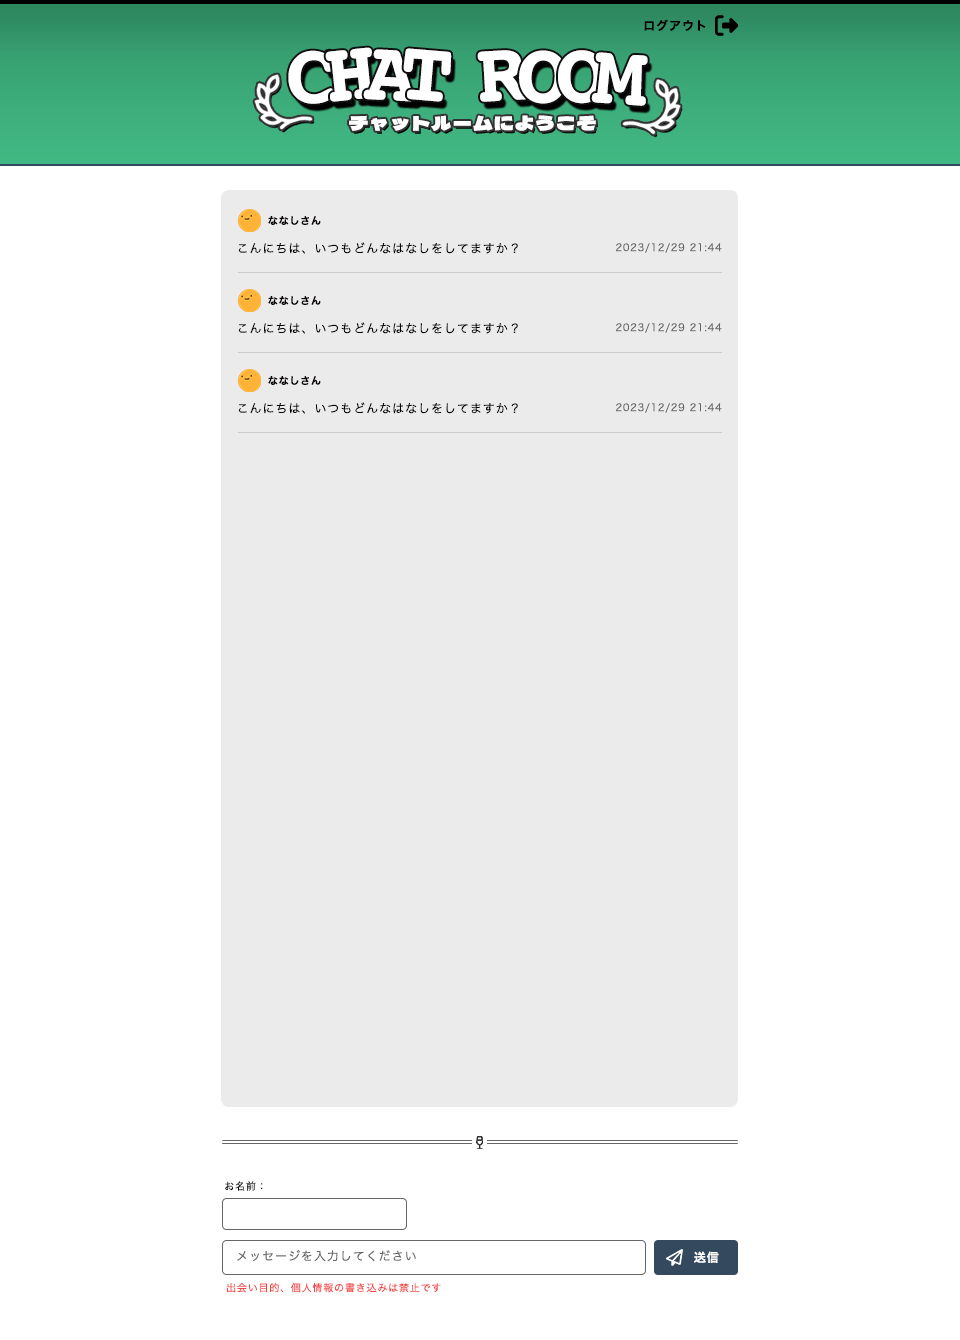 ログアウト
CHAT ROOM
チャットルームにようこそ
ななしさん
こんにちは、いつもどんなはなしをしてますか？ 2023/12/29 21:44
ななしさん
こんにちは、いつもどんなはなしをしてますか？ 2023/12/29 21:44
ななしさん
こんにちは、いつもどんなはなしをしてますか？ 2023/12/29 21:44
お名前：
メッセージを入力してください 送信
出会い目的、個人情報の書き込みは禁止です